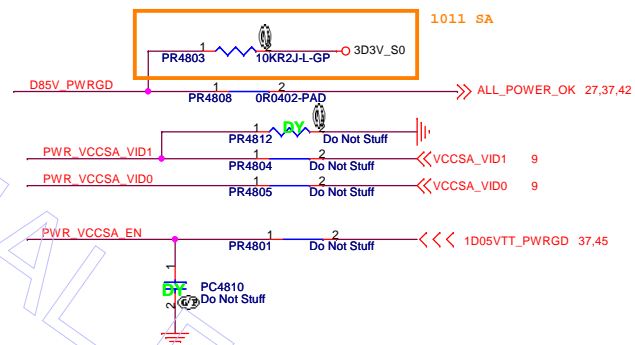 1011 SA
1 2
PR4803 10KR2J-L-GP 3D3V_S0
D85V_PWRGD 1 2 ALL_POWER_OK 27,37,42
PR4808 0R0402-PAD
1 DY 2
PR4812 Do Not Stuff
PWR_VCCSA_VID1 1 2 VCCSA_VID1 9
PR4804 Do Not Stuff
PWR_VCCSA_VID0 1 2 VCCSA_VID0 9
PR4805 Do Not Stuff
PWR_VCCSA_EN 1 2 1D05VTT_PWRGD 37,45
PR4801 Do Not Stuff
1
DY PC4810
2 Do Not Stuff